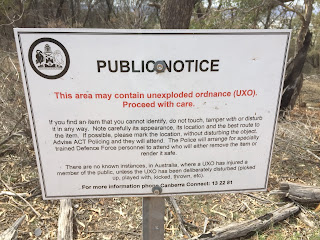 PUBLIC NOTICE
This area may contain unexploded ordnance (UXO).
Proceed with care.
If you find an item that you cannot identify, do not touch, tamper with or disturb
it in any way. Note carefully its appearance, its location and the best route to
the item. If possible, please mark the location, without disturbing the object.
Advise ACT Policing and they will attend. The Police will arrange for specialy
trained Defence Force personnel to attend who will either remove the item or
render it safe.
There are no known instances, in Australia, where a UXO has injured a
member of the public, unless the UXO has been deliberately disturbed (picked
up, played with, kicked, thrown, etc).
For more information phone Canberra Connect: 13 22 81